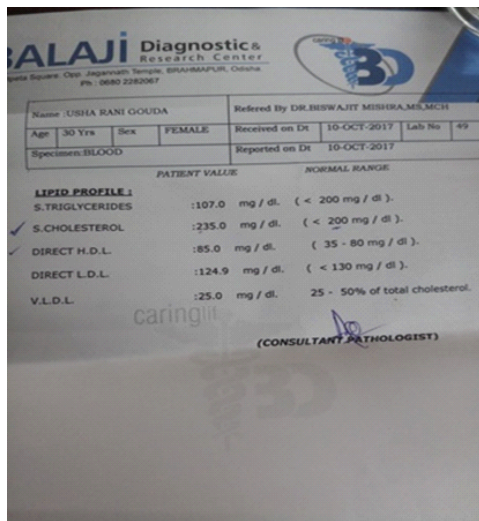 BALAJI Diagnostic &
Research Center
Square. Opp. Jagannath Temple, BRAHMAPUR, Odisha
Ph : 0680 2282067
caring
BD
Name :USHA RANI GOUDA Refered By DR.BISWAJIT MISHRA,MS,MCH
Age 30 Yrs Sex FEMALE Received on Dt 10-OCT-2017 Lab No 49
Specimen:BLOOD Reported on Dt 10-OCT-2017
PATIENT VALUE NORMAL RANGE
LIPID PROFILE :
S.TRIGLYCERIDES :107.0 mg / dl. ( < 200 mg / dl ).
S.CHOLESTEROL :235.0 mg / dl. ( < 200 mg / dl ).
DIRECT H.D.L. :85.0 mg / dl. ( 35 - 80 mg / dl ).
DIRECT L.D.L. :124.9 mg / dl. ( < 130 mg / dl ).
V.L.D.L. :25.0 mg / dl. 25 - 50% of total cholesterol.
caring
(CONSULTANT PATHOLOGIST)